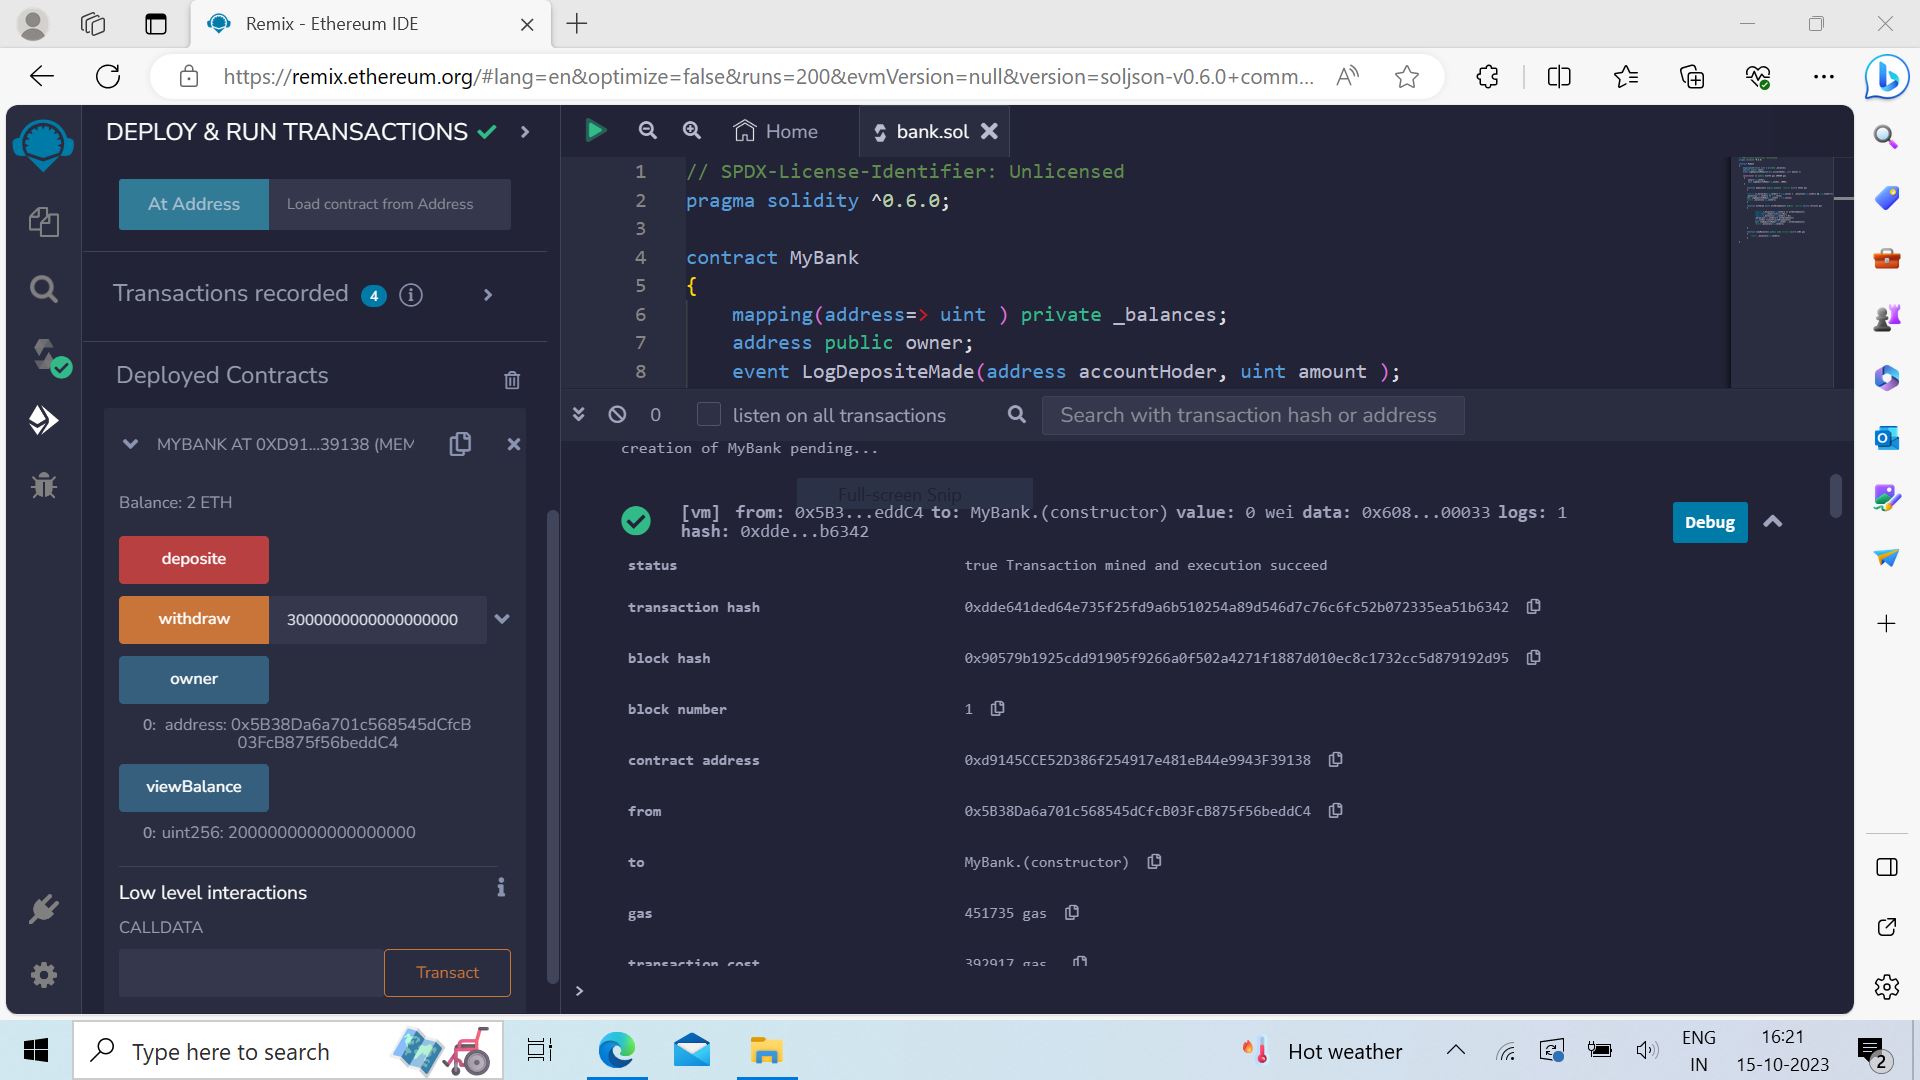 Remix - Ethereum IDE
https://remix.ethereum.org/#lang=en&optimize=false&runs=200&evmVersion=null&version=soljson-v0.6.0+comm...
DEPLOY & RUN TRANSACTIONS
At Address
Load contract from Address
Transactions recorded 4
Deployed Contracts
MYBANK AT 0XD91...39138 (MEM
Balance: 2 ETH
deposite
withdraw
3000000000000000000
owner
0: address: 0x5B38Da6a701c568545dCfcB
03FcB875f56beddC4
viewBalance
0: uint256: 2000000000000000000
Low level interactions
CALLDATA
Transact
Home
bank.sol
1 // SPDX-License-Identifier: Unlicensed
2 pragma solidity ^0.6.0;
3
4 contract MyBank
5 {
6 mapping(address=> uint ) private _balances;
7 address public owner;
8 event LogDepositeMade(address accountHoder, uint amount );
0
listen on all transactions
Search with transaction hash or address
creation of MyBank pending...
Full-screen Snip
[vm] from: 0x5B3...eddC4 to: MyBank.(constructor) value: 0 wei data: 0x608...00033 logs: 1
hash: 0xdde...b6342
Debug
status true Transaction mined and execution succeed
transaction hash 0xdde641ded64e735f25fd9a6b510254a89d546d7c76c6fc52b072335ea51b6342
block hash 0x90579b1925cdd91905f9266a0f502a4271f1887d010ec8c1732cc5d879192d95
block number 1
contract address 0xd9145CCE52D386f254917e481eB44e9943F39138
from 0x5B38Da6a701c568545dCfcB03FcB875f56beddC4
to MyBank.(constructor)
gas 451735 gas
transaction cost 392917 gas
>
Type here to search
Hot weather
ENG
IN
16:21
15-10-2023
2